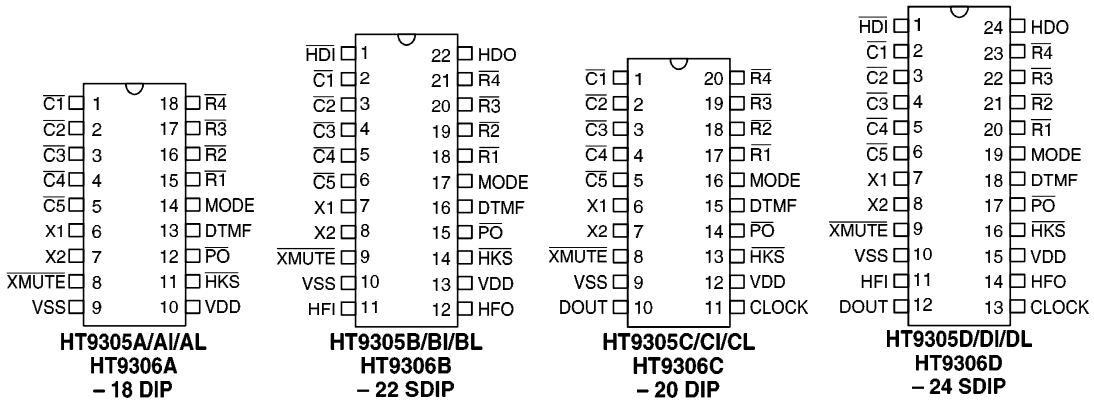 C1 1 18 R4
C2 2 17 R3
C3 3 16 R2
C4 4 15 R1
C5 5 14 MODE
X1 6 13 DTMF
X2 7 12 PO
XMUTE 8 11 HKS
VSS 9 10 VDD
HT9305A/AI/AL
HT9306A
– 18 DIP
HDI 1 22 HDO
C1 2 21 R4
C2 3 20 R3
C3 4 19 R2
C4 5 18 R1
C5 6 17 MODE
X1 7 16 DTMF
X2 8 15 PO
XMUTE 9 14 HKS
VSS 10 13 VDD
HFI 11 12 HFO
HT9305B/BI/BL
HT9306B
– 22 SDIP
C1 1 20 R4
C2 2 19 R3
C3 3 18 R2
C4 4 17 R1
C5 5 16 MODE
X1 6 15 DTMF
X2 7 14 PO
XMUTE 8 13 HKS
VSS 9 12 VDD
DOUT 10 11 CLOCK
HT9305C/CI/CL
HT9306C
– 20 DIP
HDI 1 24 HDO
C1 2 23 R4
C2 3 22 R3
C3 4 21 R2
C4 5 20 R1
C5 6 19 MODE
X1 7 18 DTMF
X2 8 17 PO
XMUTE 9 16 HKS
VSS 10 15 VDD
HFI 11 14 HFO
DOUT 12 13 CLOCK
HT9305D/DI/DL
HT9306D
– 24 SDIP